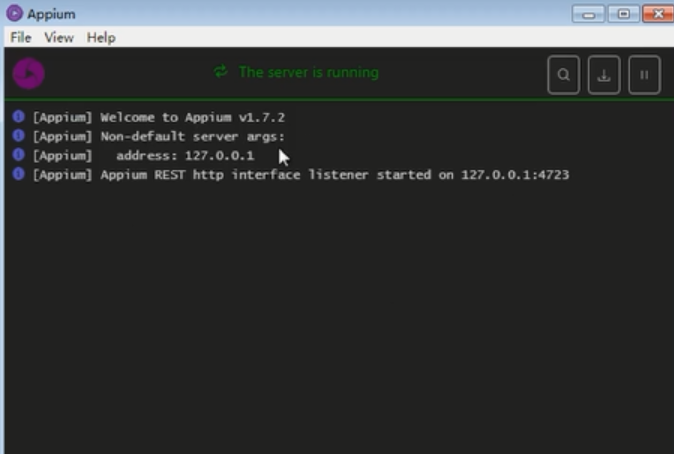 Appium
File View Help
The server is running
[Appium] Welcome to Appium v1.7.2
[Appium] Non-default server args:
[Appium]   address: 127.0.0.1
[Appium] Appium REST http interface listener started on 127.0.0.1:4723